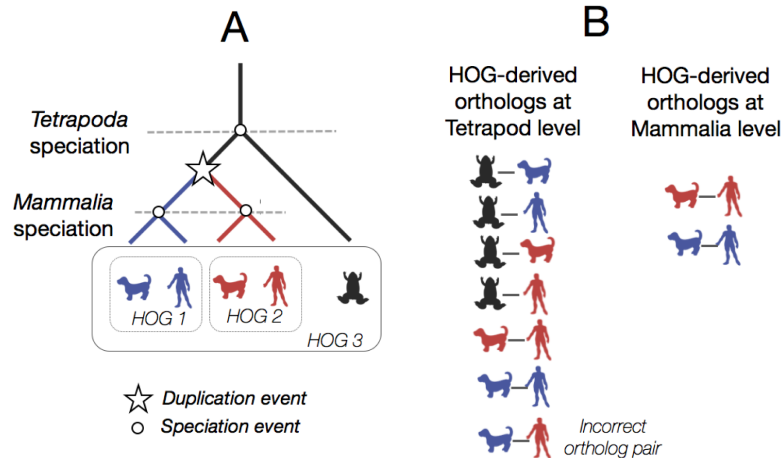 A
Tetrapoda
speciation
Mammalia
speciation
HOG 1
HOG 2
HOG 3
Duplication event
Speciation event
B
HOG-derived
orthologs at
Tetrapod level
HOG-derived
orthologs at
Mammalia level
Incorrect
ortholog pair